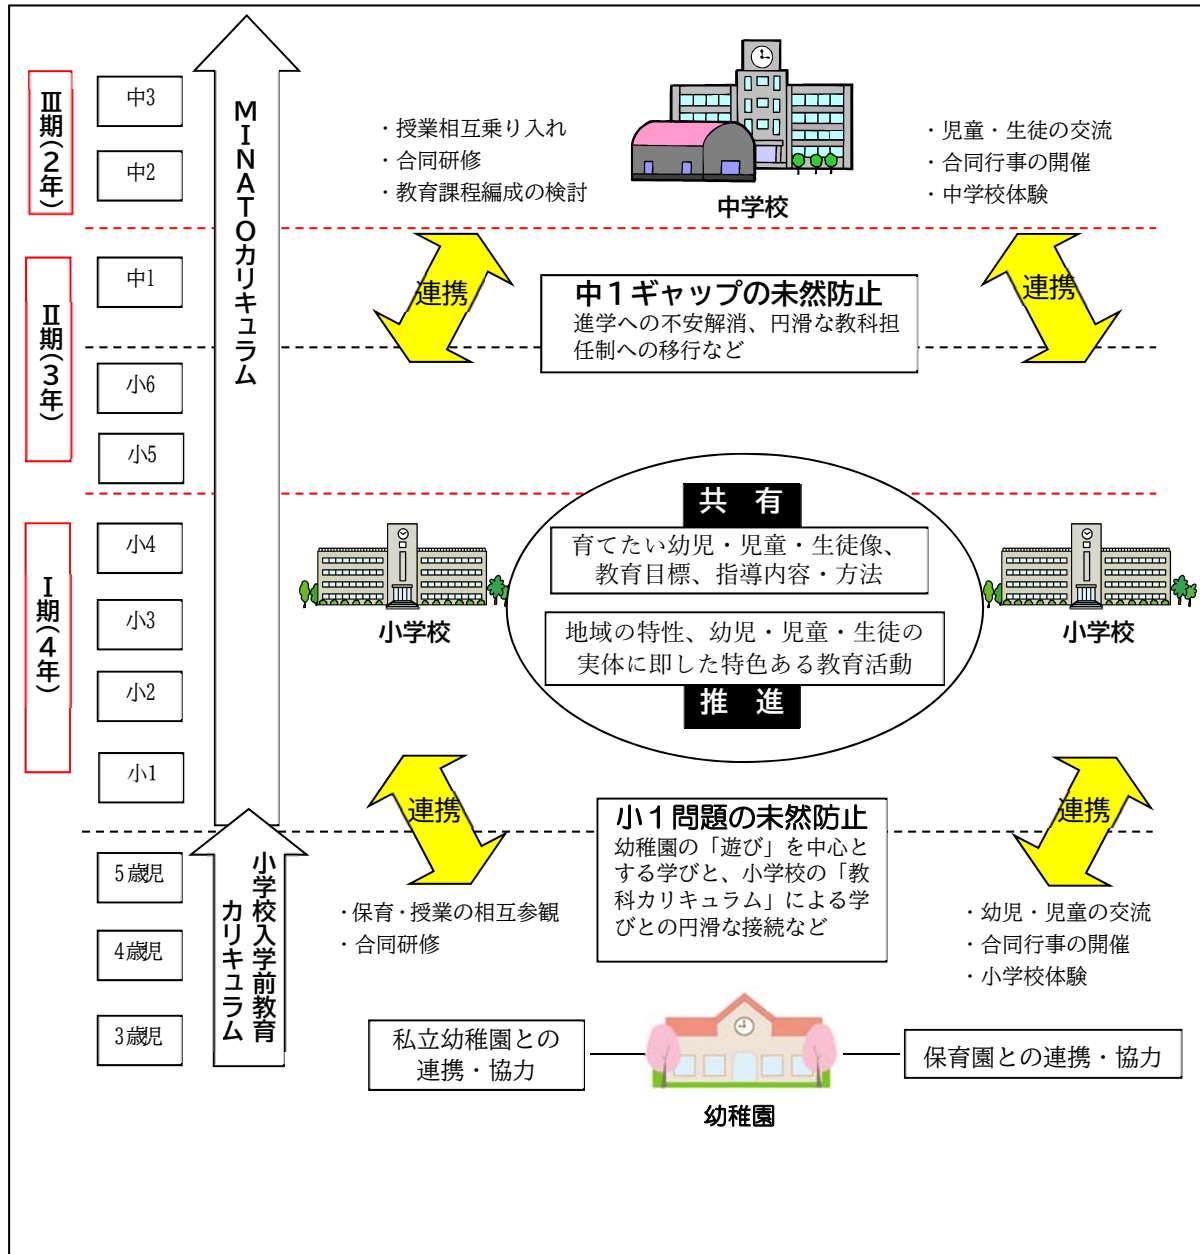 Ⅲ期(2年)
中3
中2
MINATOカリキュラム
・授業相互乗り入れ
・合同研修
・教育課程編成の検討
中学校
・児童・生徒の交流
・合同行事の開催
・中学校体験
Ⅱ期(3年)
中1
小6
小5
連携
中１ギャップの未然防止
進学への不安解消、円滑な教科担
任制への移行など
連携
Ⅰ期(4年)
小4
小3
小2
小1
小学校
共 有
育てたい幼児・児童・生徒像、
教育目標、指導内容・方法
地域の特性、幼児・児童・生徒の
実体に即した特色ある教育活動
推 進
小学校
連携
小１問題の未然防止
幼稚園の「遊び」を中心と
する学びと、小学校の「教
科カリキュラム」による学
びとの円滑な接続など
連携
5歳児
4歳児
3歳児
小学校入学前教育
カリキュラム
・保育・授業の相互参観
・合同研修
・幼児・児童の交流
・合同行事の開催
・小学校体験
私立幼稚園との
連携・協力
幼稚園
保育園との連携・協力